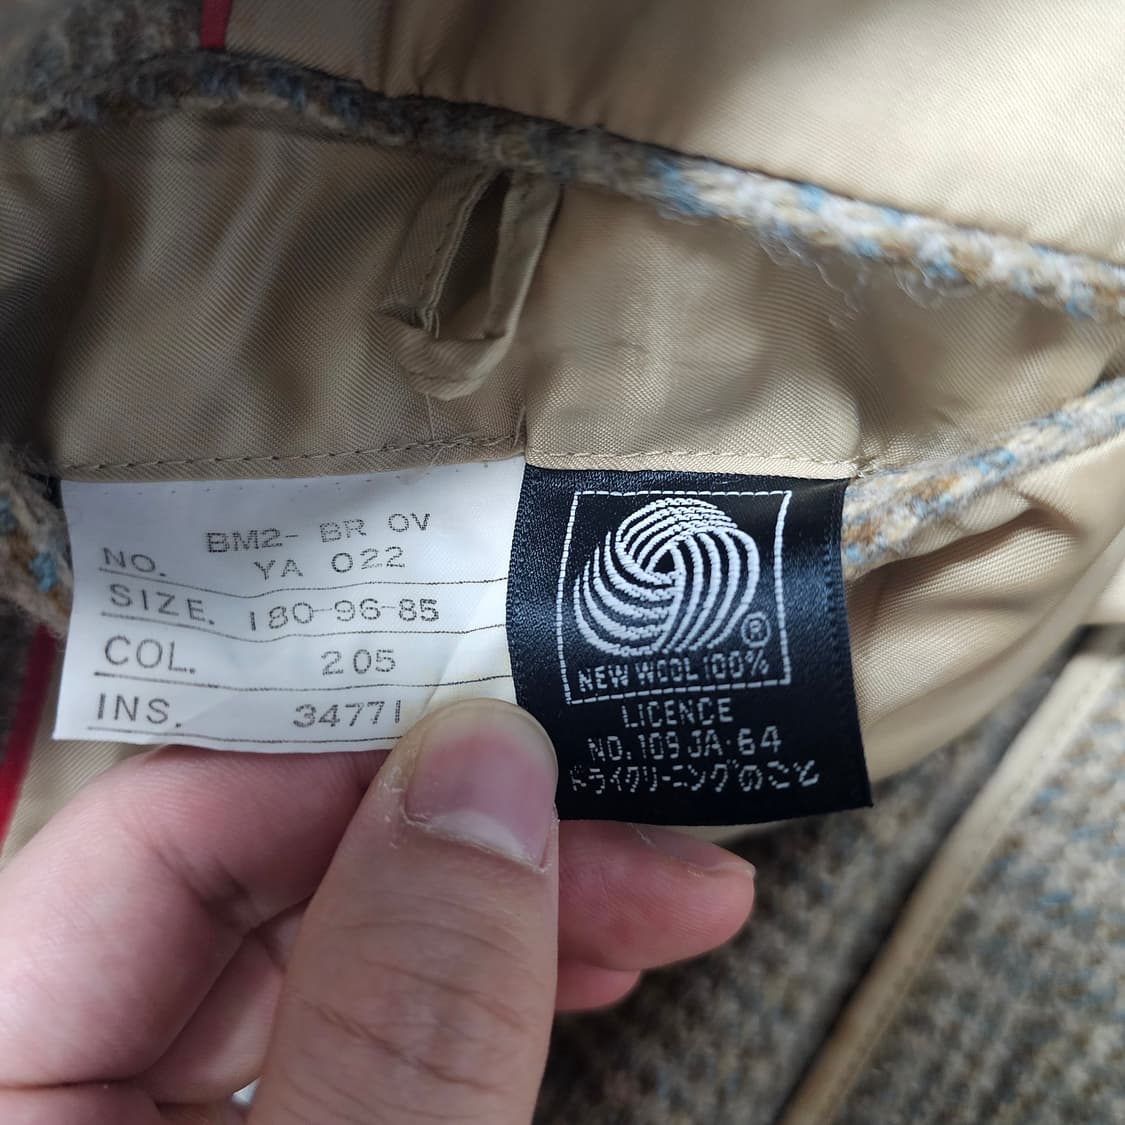 BM2- BR OV
NO. YA 022
SIZE. 180-96-85
COL. 205
INS. 34771
®
NEW WOOL 100%
LICENCE
NO. 109 JA·64
ドライクリーニングのこと